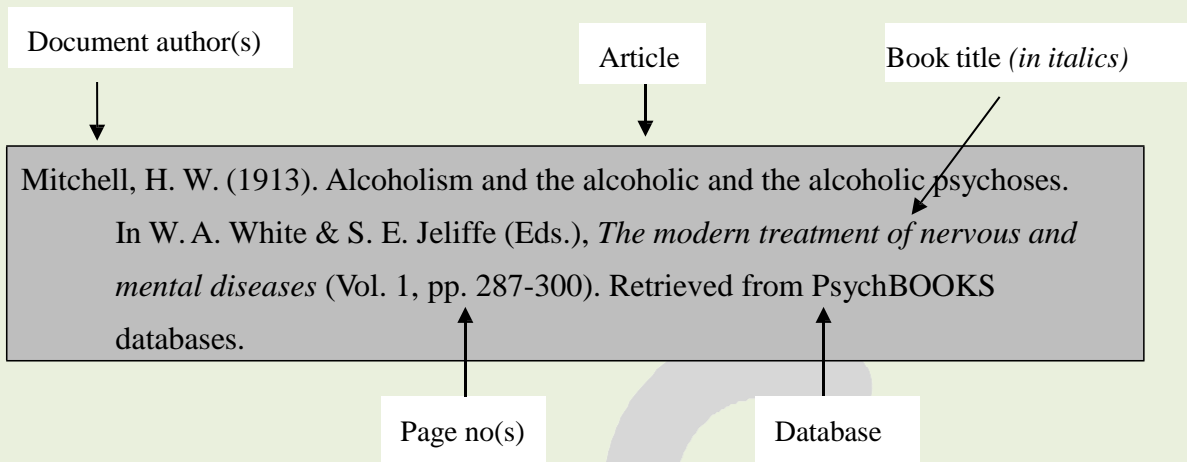 Document author(s)
Article
Book title (in italics)
Mitchell, H. W. (1913). Alcoholism and the alcoholic and the alcoholic psychoses.
In W. A. White & S. E. Jeliffe (Eds.), The modern treatment of nervous and
mental diseases (Vol. 1, pp. 287-300). Retrieved from PsychBOOKS
databases.
Page no(s)
Database